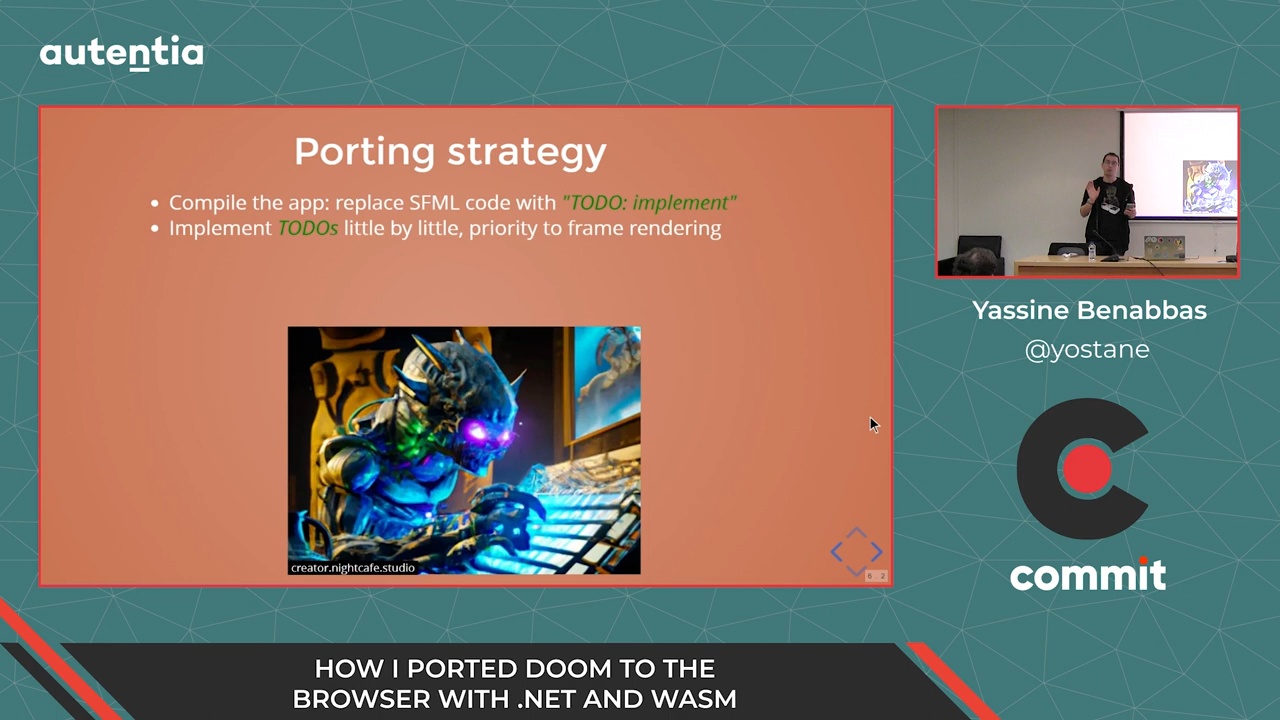 autentia
Porting strategy
Compile the app: replace SFML code with "TODO: implement"
Implement TODOs little by little, priority to frame rendering
creator.nightcafe.studio
6.2
Yassine Benabbas
@yostane
commit
HOW I PORTED DOOM TO THE
BROWSER WITH .NET AND WASM